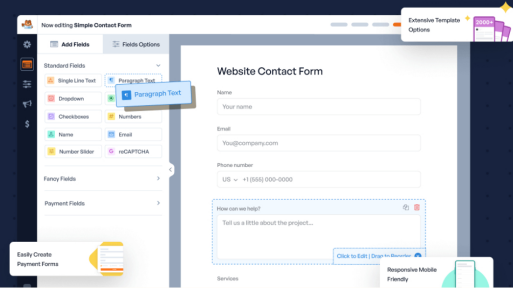 Now editing Simple Contact Form
Extensive Template Options
2000+
Add Fields
Fields Options
Standard Fields
Single Line Text
Paragraph Text
Dropdown
Paragraph Text
Checkboxes
Numbers
Name
Email
Number Slider
reCAPTCHA
Fancy Fields
Payment Fields
Website Contact Form
Name
Your name
Email
You@company.com
Phone number
US
+1 (555) 000-0000
How can we help?
Tell us a little about the project...
Click to Edit | Drag to Reorder
Services
Easily Create
Payment Forms
Responsive Mobile
Friendly
$